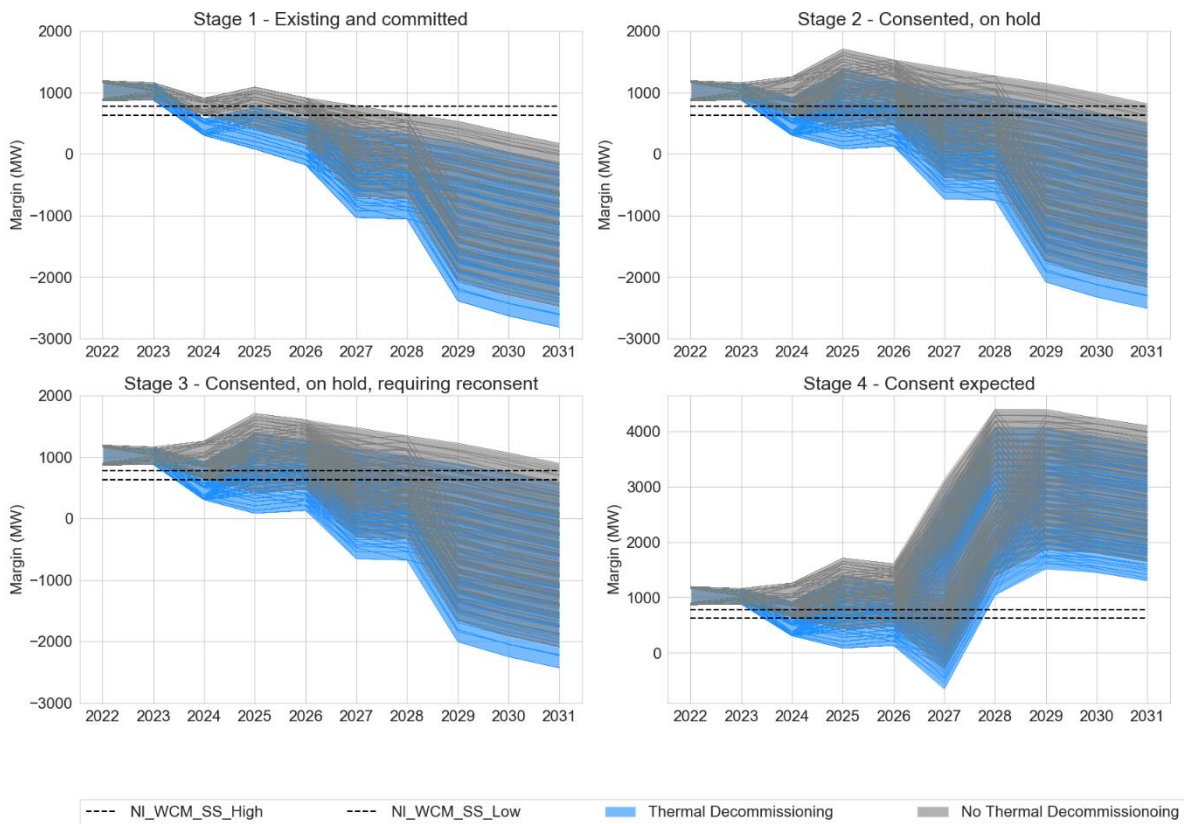 Stage 1 - Existing and committed
Stage 2 - Consented, on hold
2000
1000
0
−1000
−2000
−3000
Margin (MW)
2022 2023 2024 2025 2026 2027 2028 2029 2030 2031
2000
1000
0
−1000
−2000
−3000
Margin (MW)
2022 2023 2024 2025 2026 2027 2028 2029 2030 2031
Stage 3 - Consented, on hold, requiring reconsent
Stage 4 - Consent expected
2000
1000
0
−1000
−2000
−3000
Margin (MW)
2022 2023 2024 2025 2026 2027 2028 2029 2030 2031
4000
3000
2000
1000
0
Margin (MW)
2022 2023 2024 2025 2026 2027 2028 2029 2030 2031
NI_WCM_SS_High NI_WCM_SS_Low Thermal Decommissioning No Thermal Decommissionoing